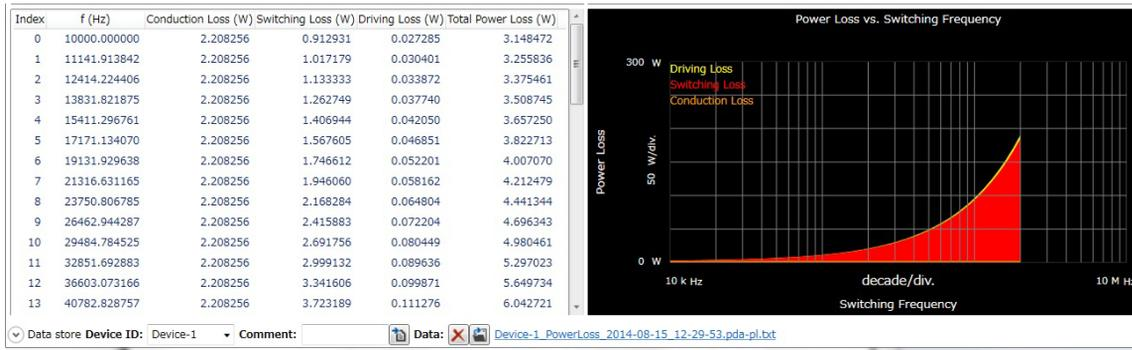 Index f (Hz) Conduction Loss (W) Switching Loss (W) Driving Loss (W) Total Power Loss (W)
0 10000.000000 2.208256 0.912931 0.027285 3.148472
1 11141.913842 2.208256 1.017179 0.030401 3.255836
2 12414.224406 2.208256 1.133333 0.033872 3.375461
3 13831.821875 2.208256 1.262749 0.037740 3.508745
4 15411.296761 2.208256 1.406944 0.042050 3.657250
5 17171.134070 2.208256 1.567605 0.046851 3.822713
6 19131.929638 2.208256 1.746612 0.052201 4.007070
7 21316.631165 2.208256 1.946060 0.058162 4.212479
8 23750.806785 2.208256 2.168284 0.064804 4.441344
9 26462.944287 2.208256 2.415883 0.072204 4.696343
10 29484.784525 2.208256 2.691756 0.080449 4.980461
11 32851.692883 2.208256 2.999132 0.089636 5.297023
12 36603.073166 2.208256 3.341606 0.099871 5.649734
13 40782.828757 2.208256 3.723189 0.111276 6.042721
Power Loss vs. Switching Frequency
300 W
Driving Loss
Switching Loss
Conduction Loss
Power Loss
50 W/div.
0 W
10 k Hz decade/div. 10 M Hz
Switching Frequency
Data store Device ID: Device-1 Comment: Data: Device-1_PowerLoss_2014-08-15_12-29-53.pda-pl.txt